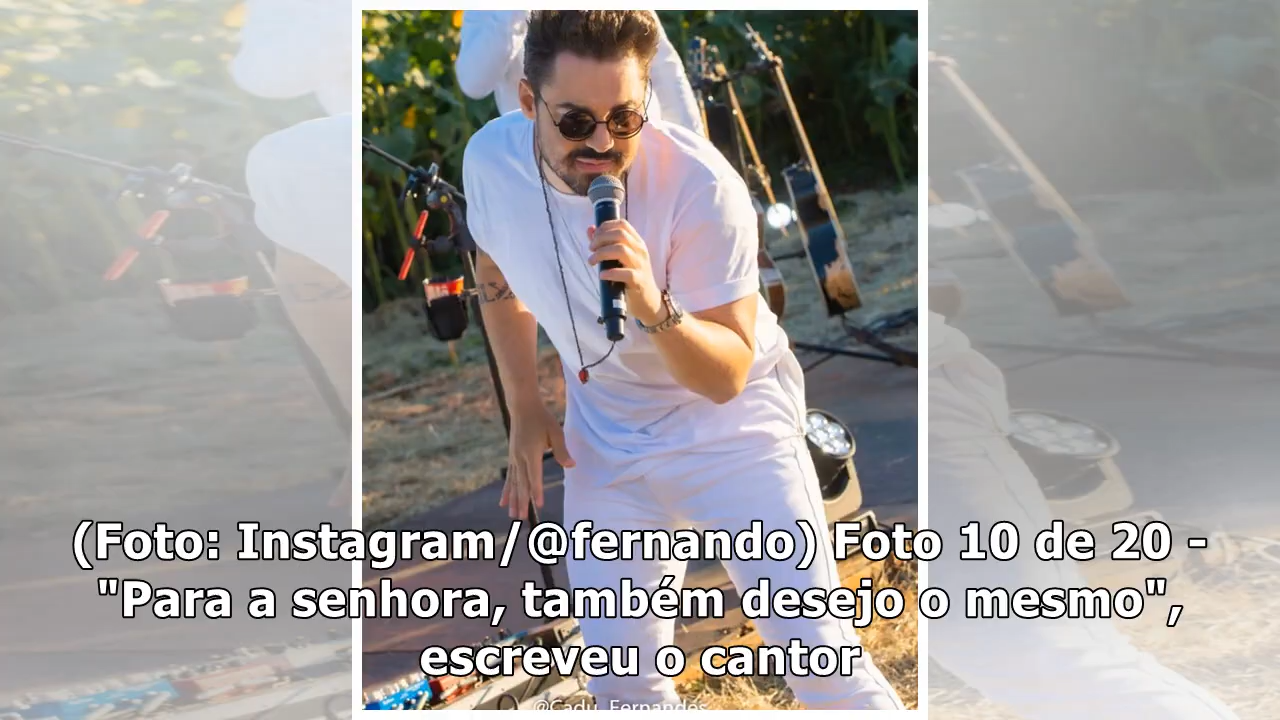 (Foto: Instagram/@fernando) Foto 10 de 20 -
"Para a senhora, também desejo o mesmo",
escreveu o cantor
@Cadu_Fernandes